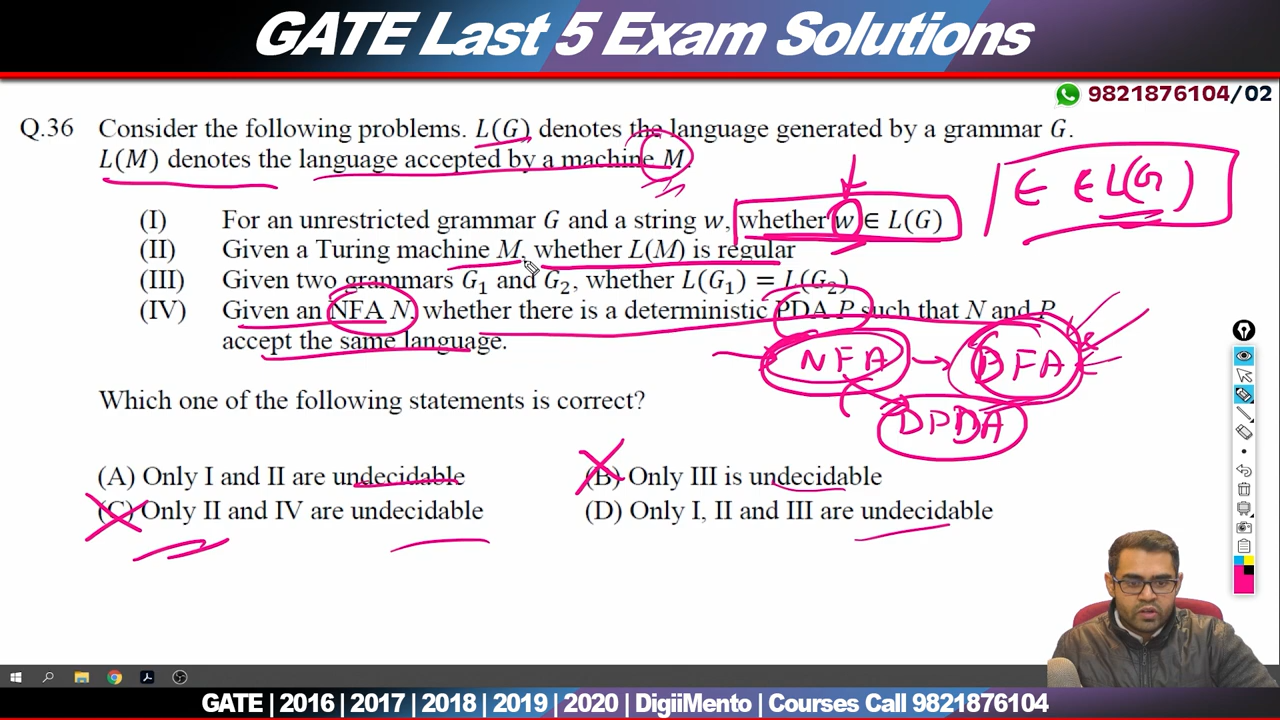 GATE Last 5 Exam Solutions
9821876104/02
Q.36 Consider the following problems. L(G) denotes the language generated by a grammar G.
L(M) denotes the language accepted by a machine M.
∈ ∈ L(G)
(I) For an unrestricted grammar G and a string w, whether w ∈ L(G)
(II) Given a Turing machine M, whether L(M) is regular
(III) Given two grammars G₁ and G₂, whether L(G₁) = L(G₂)
(IV) Given an NFA N, whether there is a deterministic PDA P such that N and P
accept the same language.
NFA → DFA
DPDA
Which one of the following statements is correct?
(A) Only I and II are undecidable
(B) Only III is undecidable
(C) Only II and IV are undecidable
(D) Only I, II and III are undecidable
GATE | 2016 | 2017 | 2018 | 2019 | 2020 | DigiiMento | Courses Call 9821876104